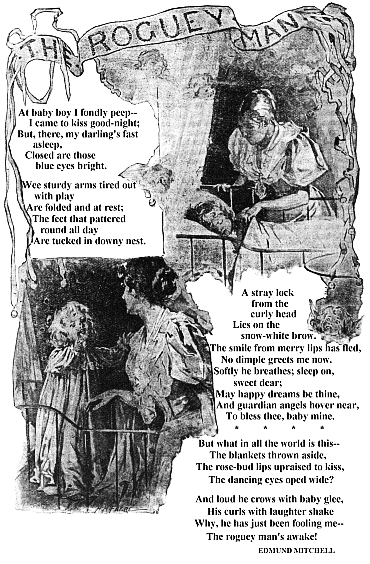 THE ROGUEY MAN
At baby boy I fondly peep--
I came to kiss good-night;
But, there, my darling's fast
asleep,
Closed are those
blue eyes bright.
Wee sturdy arms tired out
with play
Are folded and at rest;
The feet that pattered
round all day
Are tucked in downy nest.
A stray lock
from the
curly head
Lies on the
snow-white brow.
The smile from merry lips has fled,
No dimple greets me now.
Softly he breathes; sleep on,
sweet dear;
May happy dreams be thine,
And guardian angels hover near,
To bless thee, baby mine.
* * * *
But what in all the world is this--
The blankets thrown aside,
The rose-bud lips upraised to kiss,
The dancing eyes oped wide?
And loud he crows with baby glee,
His curls with laughter shake
Why, he has just been fooling me--
The roguey man's awake!
EDMUND MITCHELL